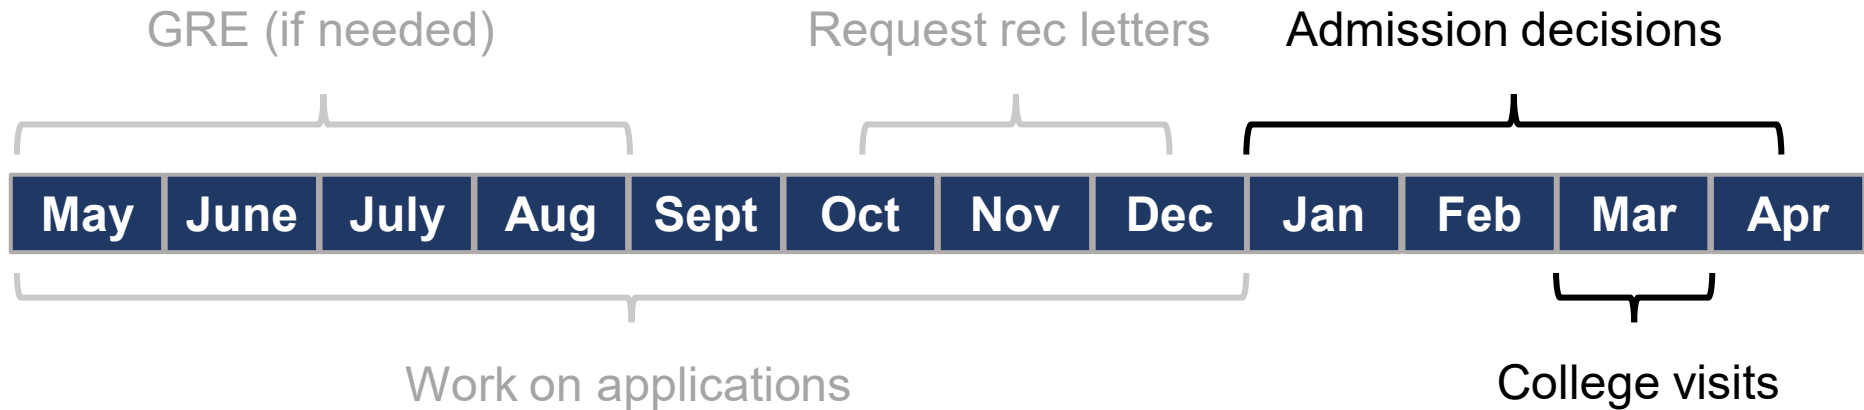 GRE (if needed) Request rec letters Admission decisions
May June July Aug Sept Oct Nov Dec Jan Feb Mar Apr
Work on applications College visits